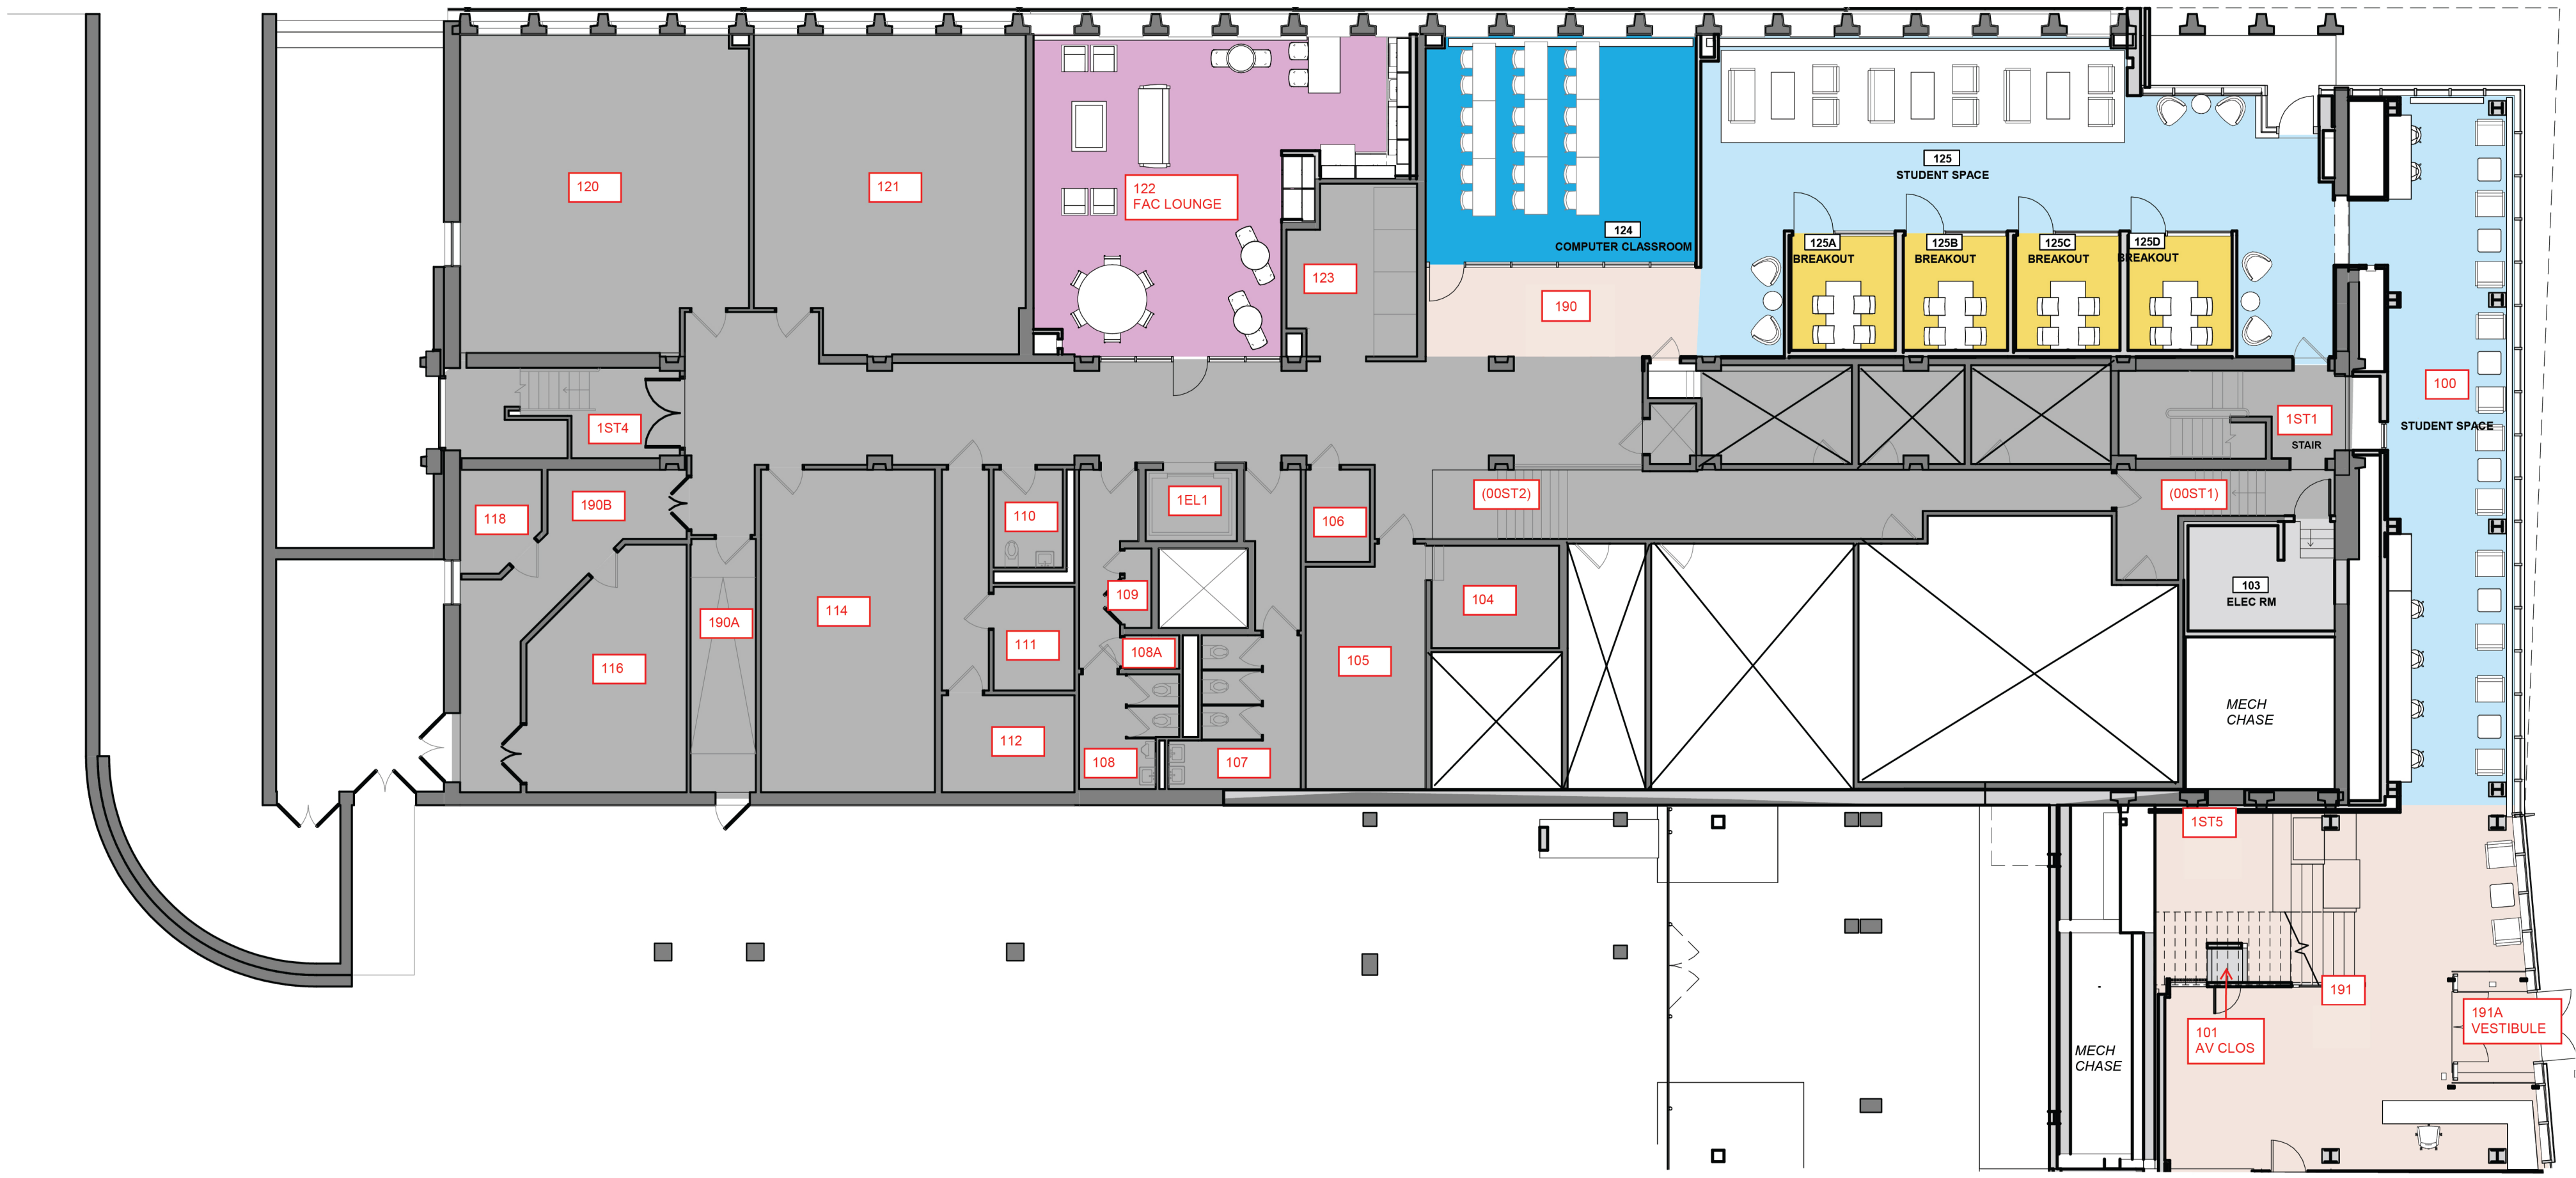 120
121
122
FAC LOUNGE
123
124
COMPUTER CLASSROOM
125
STUDENT SPACE
125A
BREAKOUT
125B
BREAKOUT
125C
BREAKOUT
125D
BREAKOUT
190
100
STUDENT SPACE
1ST4
1ST1
STAIR
118
190B
110
1EL1
106
(00ST2)
(00ST1)
109
104
103
ELEC RM
190A
114
111
108A
105
116
112
108
107
MECH
CHASE
1ST5
191
191A
VESTIBULE
101
AV CLOS
MECH
CHASE